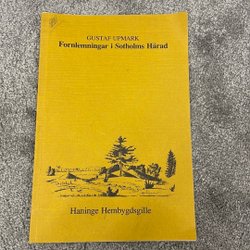 GUSTAF UPMARK
Fornlemningar i Sotholms Härad
Haninge Hembygdsgille